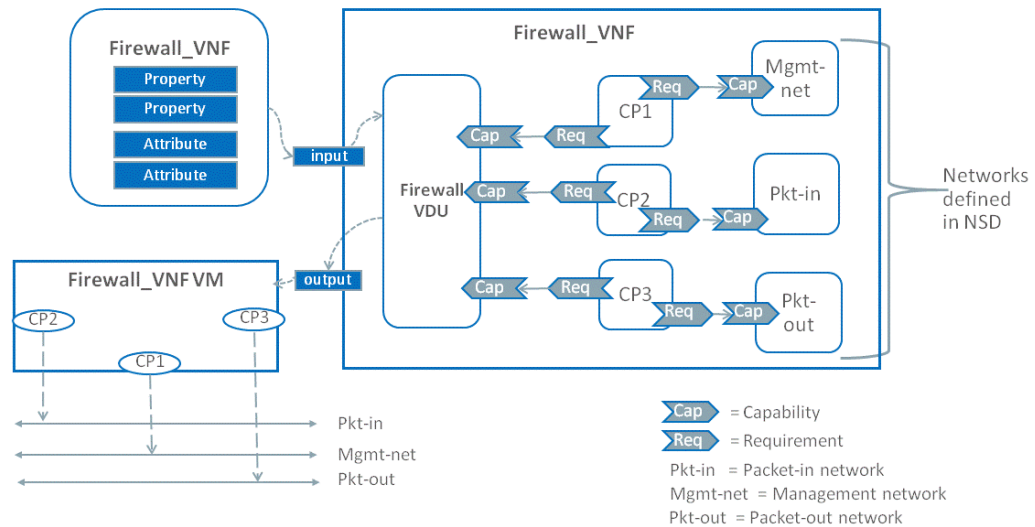 Firewall_VNF
Property
Property
Attribute
Attribute
input
output
Firewall_VNF
Firewall
VDU
Cap
Req
CP1
Req
Cap
Mgmt-
net
Cap
Req
CP2
Req
Cap
Pkt-in
Cap
Req
CP3
Req
Cap
Pkt-
out
Networks
defined
in NSD
Firewall_VNF VM
CP2
CP1
CP3
Pkt-in
Mgmt-net
Pkt-out
Cap = Capability
Req = Requirement
Pkt-in = Packet-in network
Mgmt-net = Management network
Pkt-out = Packet-out network